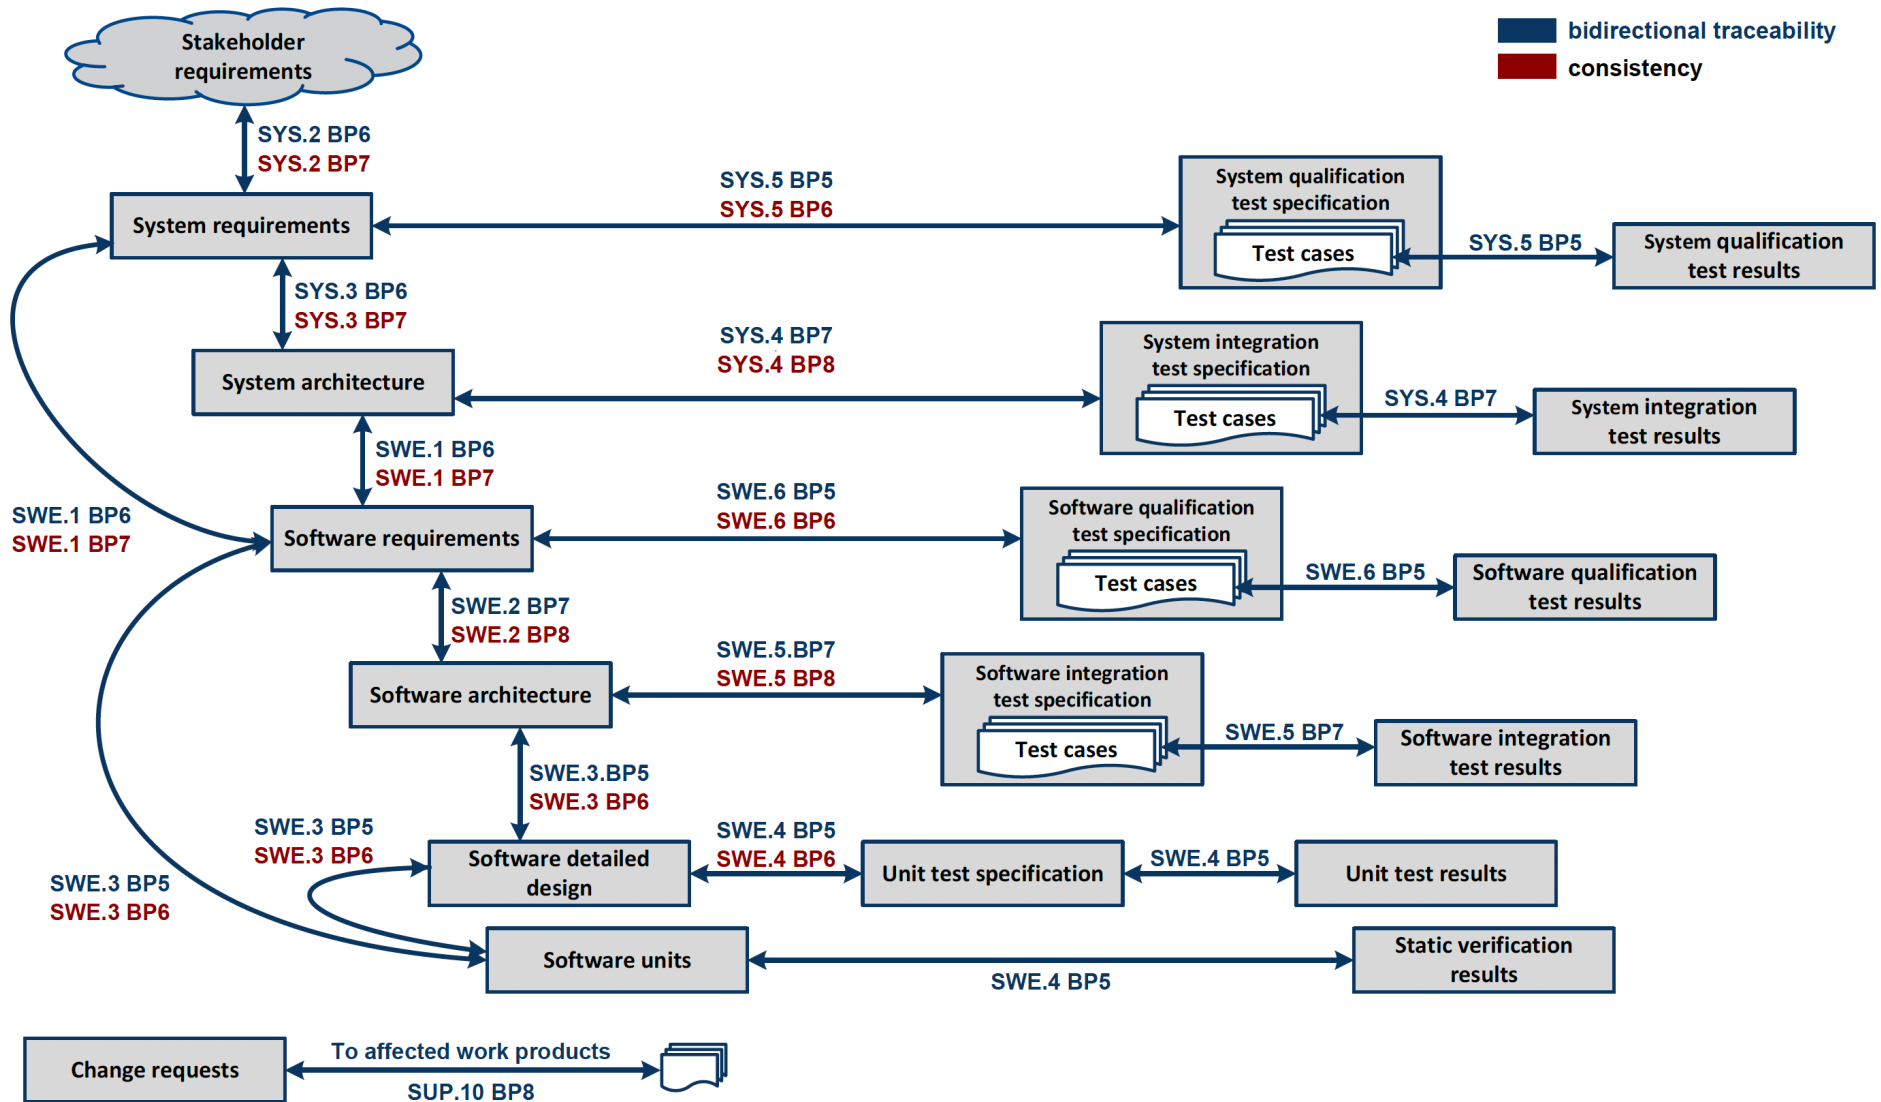 Stakeholder
requirements
bidirectional traceability
consistency
SYS.2 BP6
SYS.2 BP7
System requirements
SYS.5 BP5
SYS.5 BP6
System qualification
test specification
Test cases
SYS.5 BP5
System qualification
test results
SYS.3 BP6
SYS.3 BP7
System architecture
SYS.4 BP7
SYS.4 BP8
System integration
test specification
Test cases
SYS.4 BP7
System integration
test results
SWE.1 BP6
SWE.1 BP7
SWE.1 BP6
SWE.1 BP7
Software requirements
SWE.6 BP5
SWE.6 BP6
Software qualification
test specification
Test cases
SWE.6 BP5
Software qualification
test results
SWE.2 BP7
SWE.2 BP8
Software architecture
SWE.5.BP7
SWE.5 BP8
Software integration
test specification
Test cases
SWE.5 BP7
Software integration
test results
SWE.3.BP5
SWE.3 BP6
SWE.3 BP5
SWE.3 BP6
Software detailed
design
SWE.4 BP5
SWE.4 BP6
Unit test specification
SWE.4 BP5
Unit test results
SWE.3 BP5
SWE.3 BP6
Software units
SWE.4 BP5
Static verification
results
Change requests
To affected work products
SUP.10 BP8